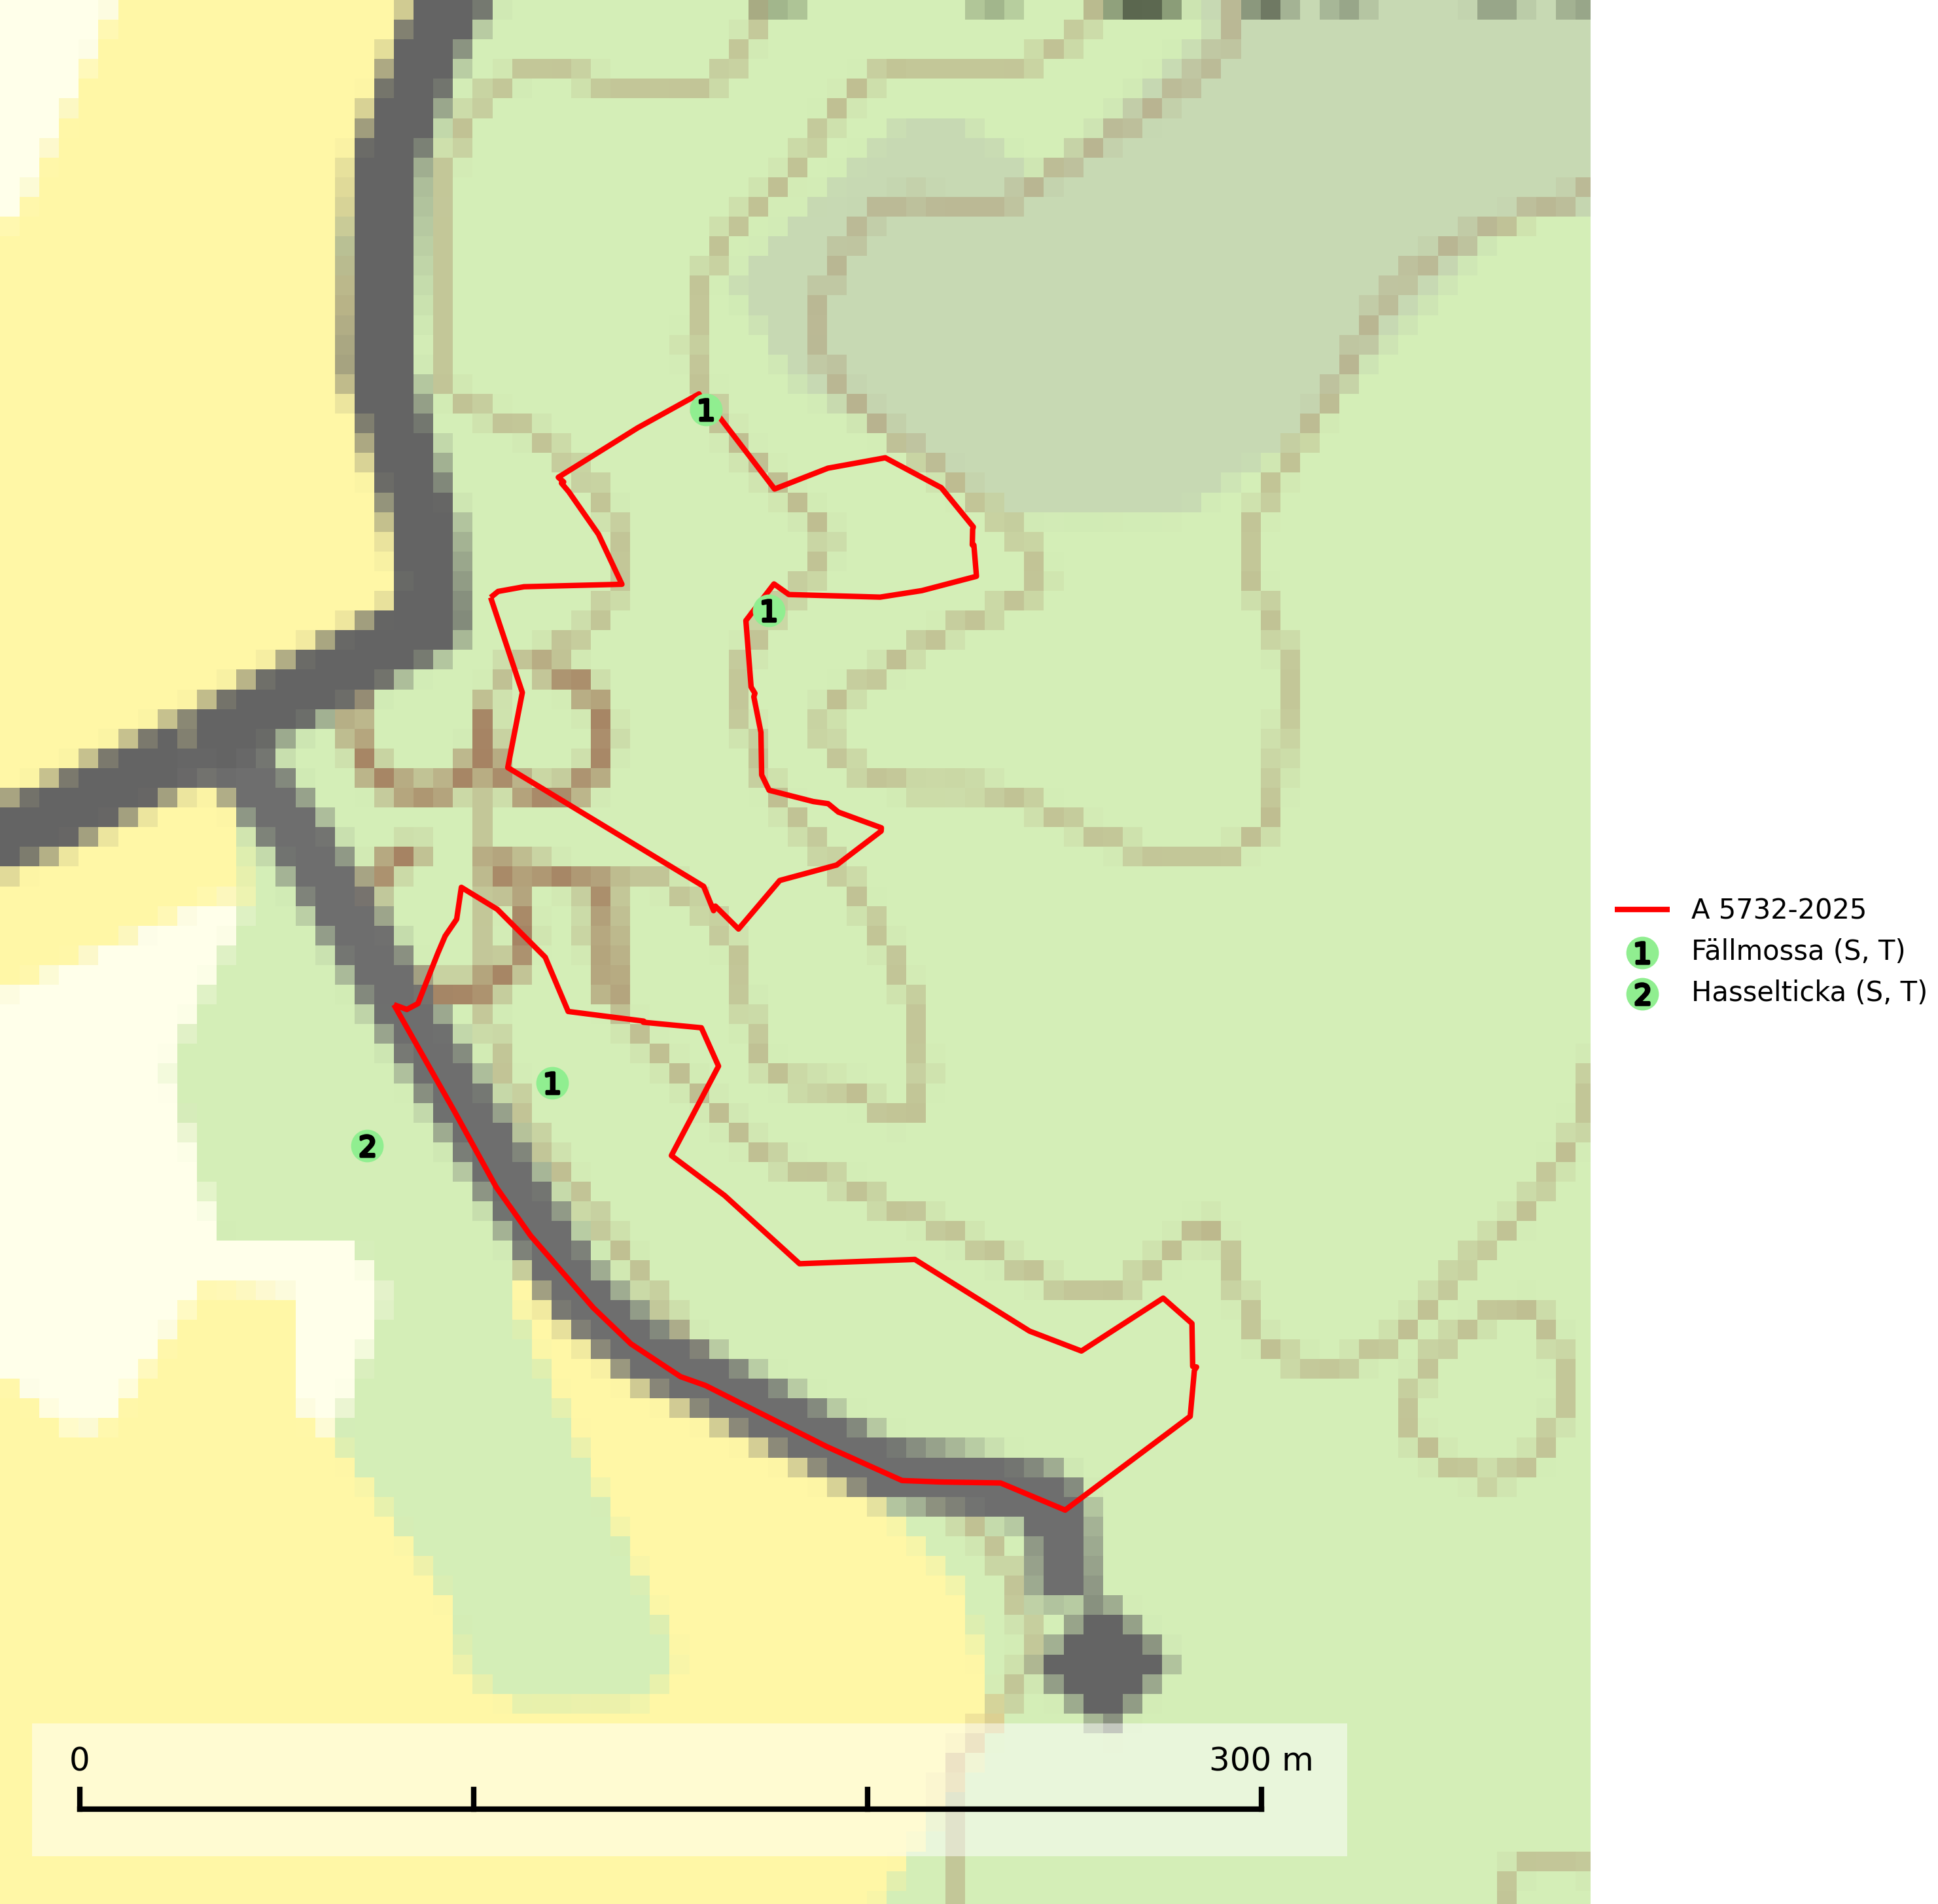 1
1
1
2
0
300 m
A 5732-2025
1 Fällmossa (S, T)
2 Hasselticka (S, T)